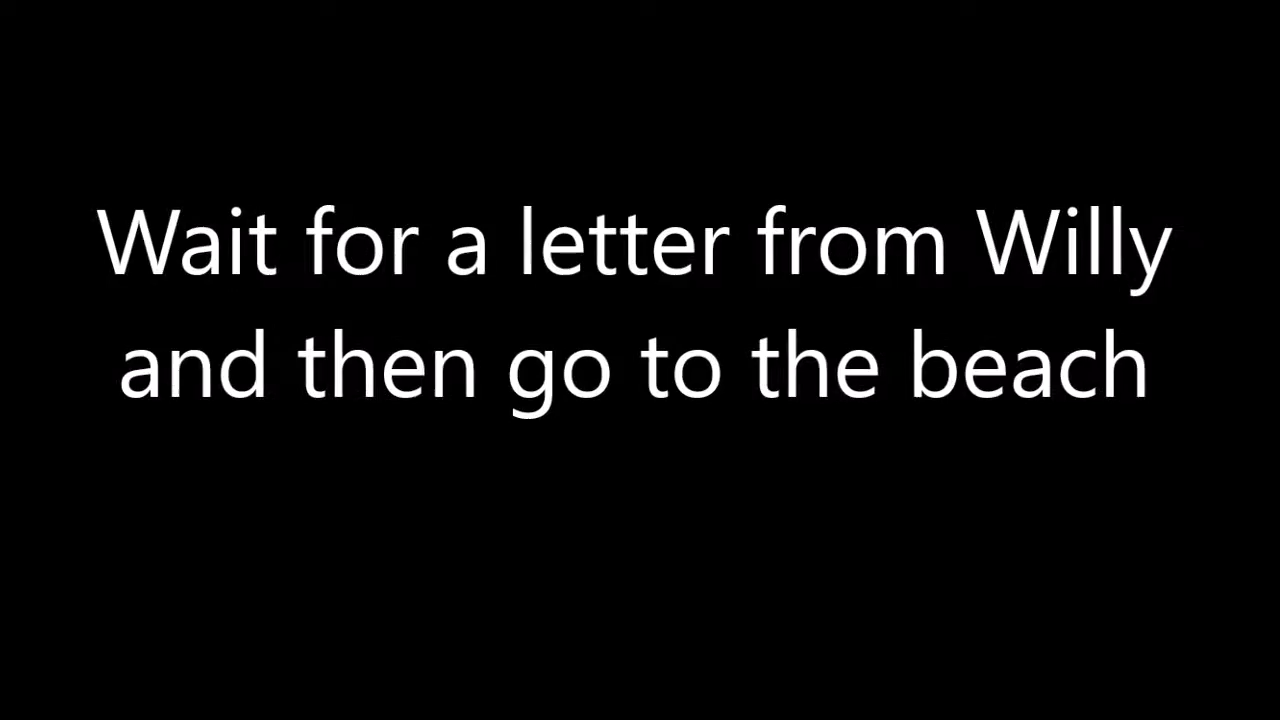 Wait for a letter from Willy
and then go to the beach